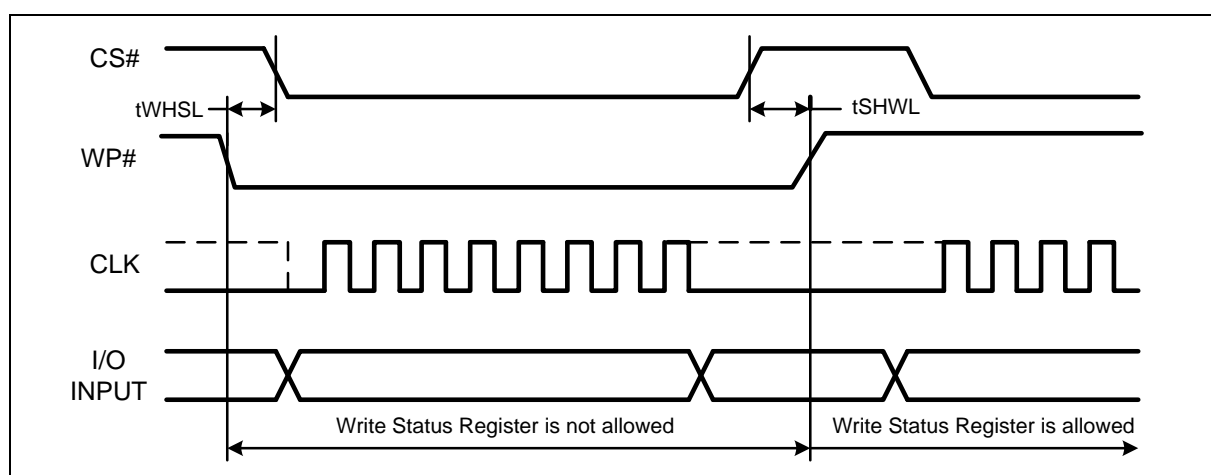 CS#
tWHSL
tSHWL
WP#
CLK
I/O
INPUT
Write Status Register is not allowed
Write Status Register is allowed